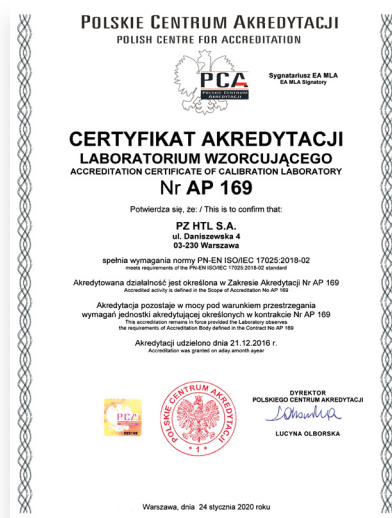 POLSKIE CENTRUM AKREDYTACJI
POLISH CENTRE FOR ACCREDITATION
PCA
POLSKIE CENTRUM
AKREDYTACJI
Sygnatariusz EA MLA
EA MLA Signatory
CERTYFIKAT AKREDYTACJI
LABORATORIUM WZORCUJĄCEGO
ACCREDITATION CERTIFICATE OF CALIBRATION LABORATORY
Nr AP 169
Potwierdza się, że: / This is to confirm that:
PZ HTL S.A.
ul. Daniszewska 4
03-230 Warszawa
spełnia wymagania normy PN-EN ISO/IEC 17025:2018-02
meets requirements of the PN-EN ISO/IEC 17025:2018-02 standard
Akredytowana działalność jest określona w Zakresie Akredytacji Nr AP 169
Accredited activity is defined in the Scope of Accreditation No AP 169
Akredytacja pozostaje w mocy pod warunkiem przestrzegania
wymagań jednostki akredytującej określonych w kontrakcie Nr AP 169
This accreditation remains in force provided the Laboratory observes
the requirements of Accreditation Body defined in the Contract No AP 169
Akredytacji udzielono dnia 21.12.2016 r.
Accreditation was granted on aday.amonth ayear
PCA
POLSKIE CENTRUM AKREDYTACJI
* 1 *
DYREKTOR
POLSKIEGO CENTRUM AKREDYTACJI
LUCYNA OLBORSKA
Warszawa, dnia 24 stycznia 2020 roku